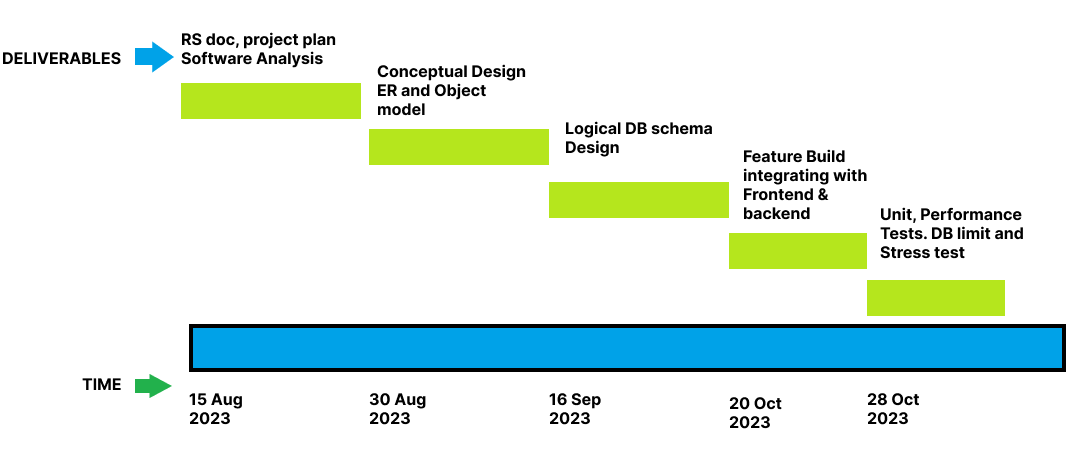 DELIVERABLES
RS doc, project plan
Software Analysis
Conceptual Design
ER and Object
model
Logical DB schema
Design
Feature Build
integrating with
Frontend &
backend
Unit, Performance
Tests. DB limit and
Stress test
TIME
15 Aug
2023
30 Aug
2023
16 Sep
2023
20 Oct
2023
28 Oct
2023